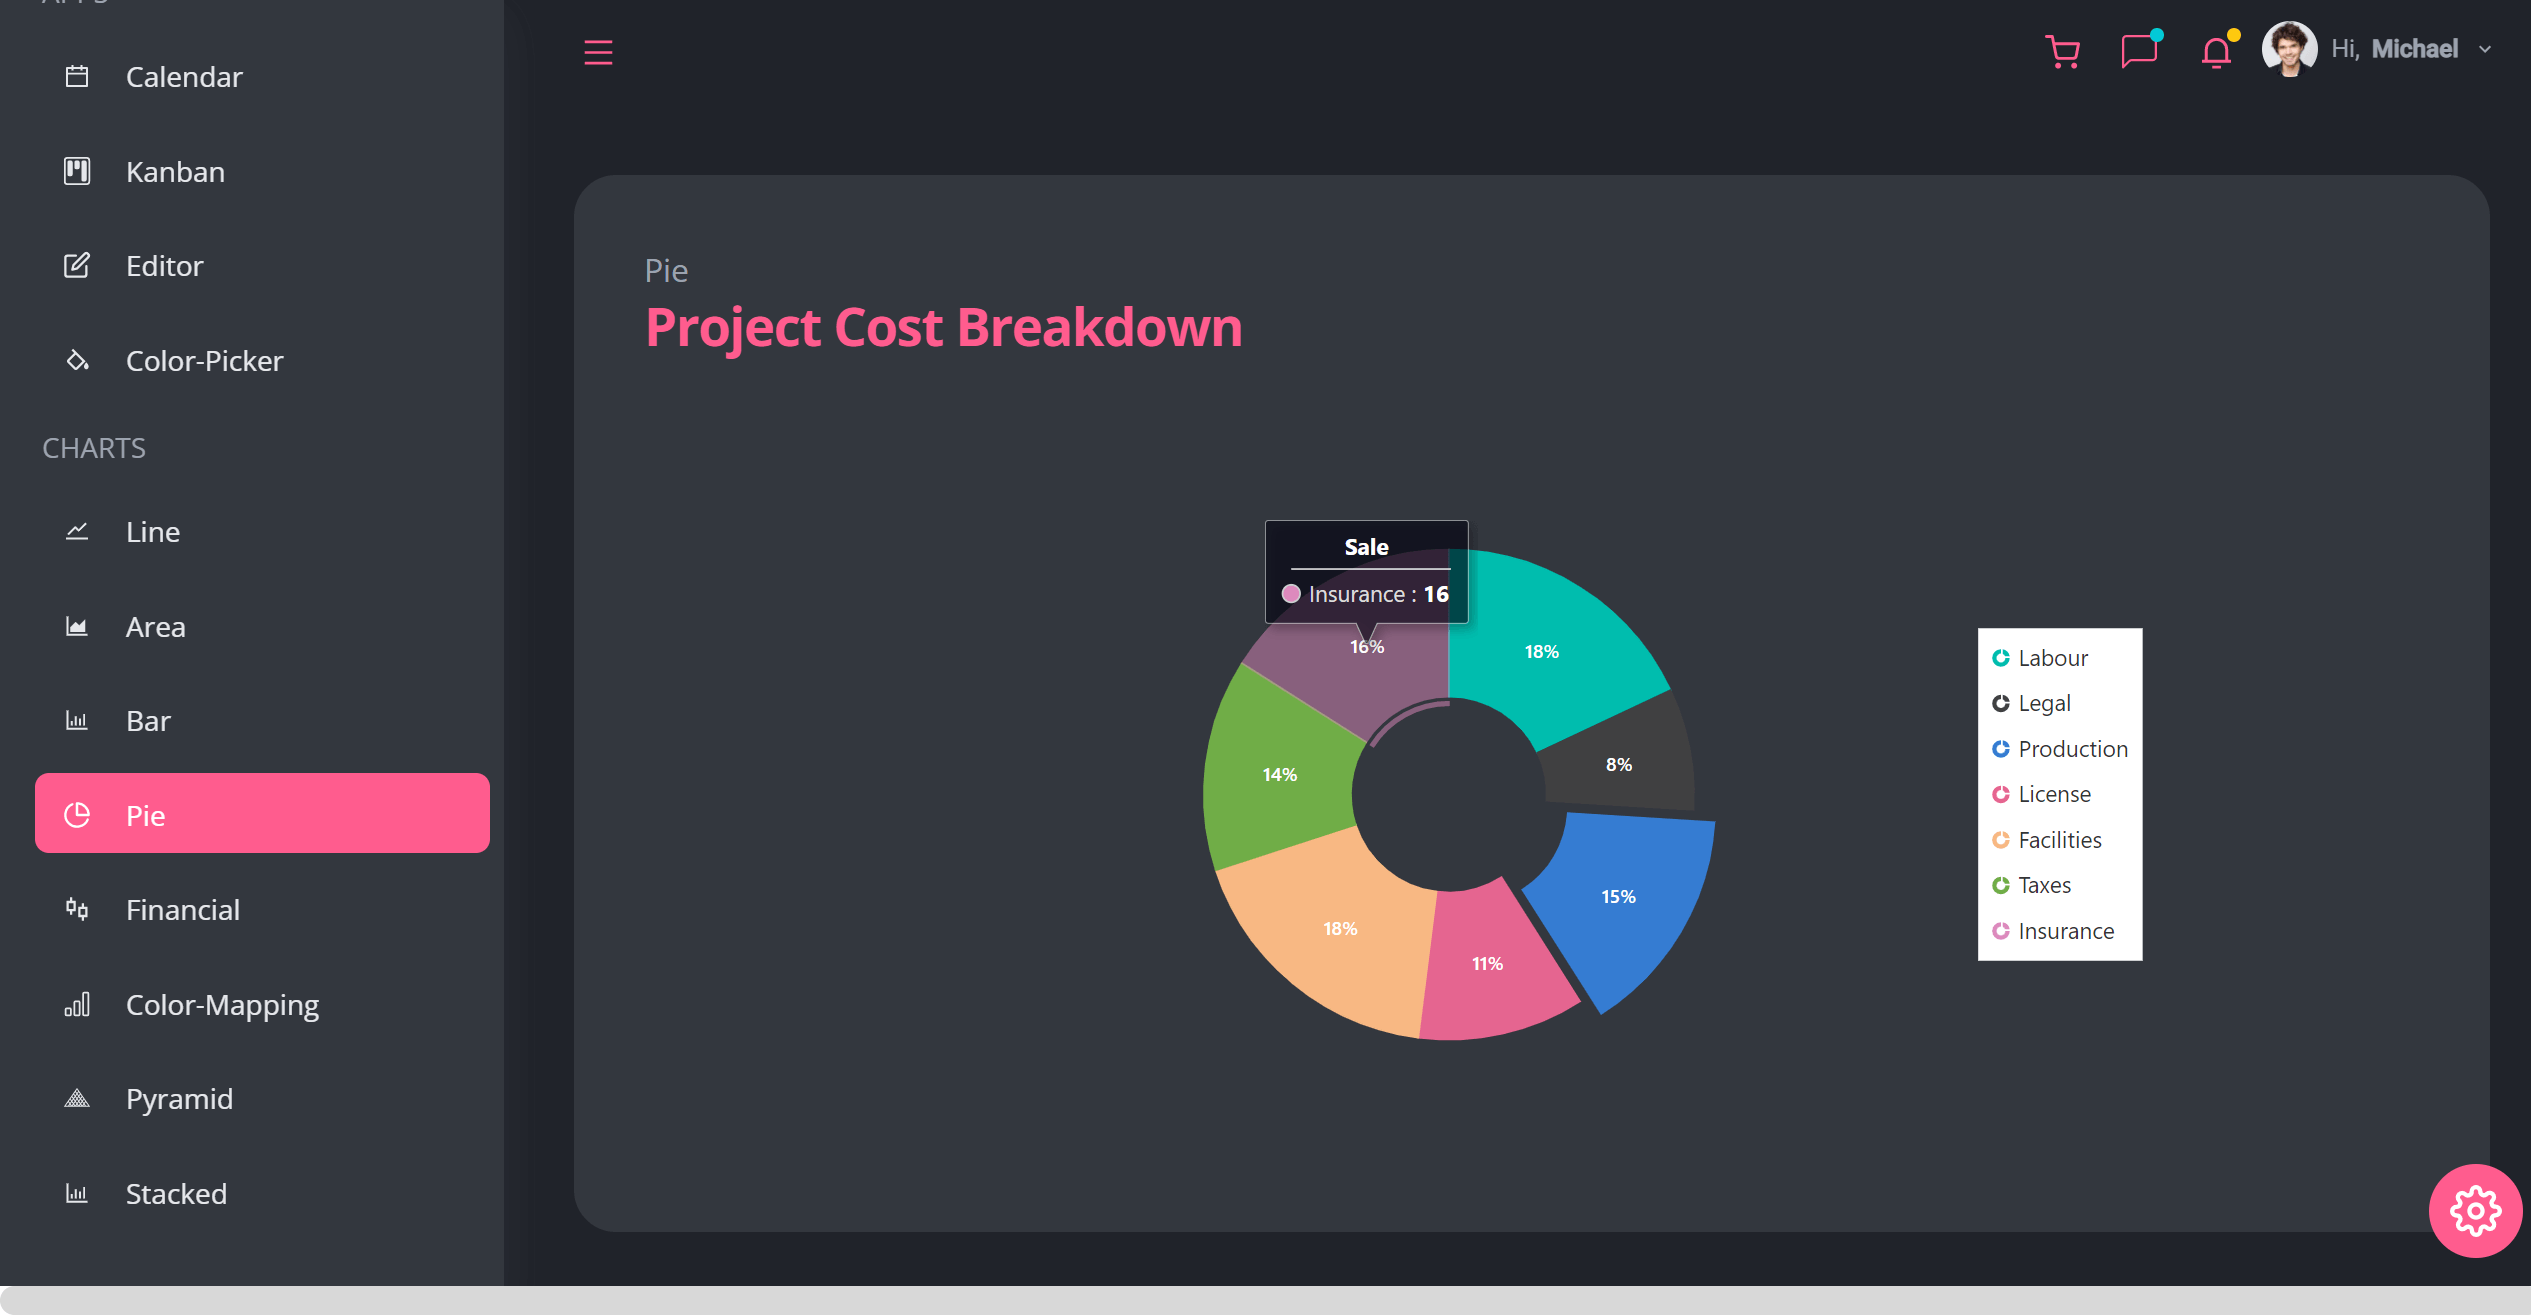 Calendar
Kanban
Editor
Color-Picker
CHARTS
Line
Area
Bar
Pie
Financial
Color-Mapping
Pyramid
Stacked
Hi, Michael
Pie
Project Cost Breakdown
Sale
Insurance : 16
16%
18%
8%
14%
15%
18%
11%
Labour
Legal
Production
License
Facilities
Taxes
Insurance